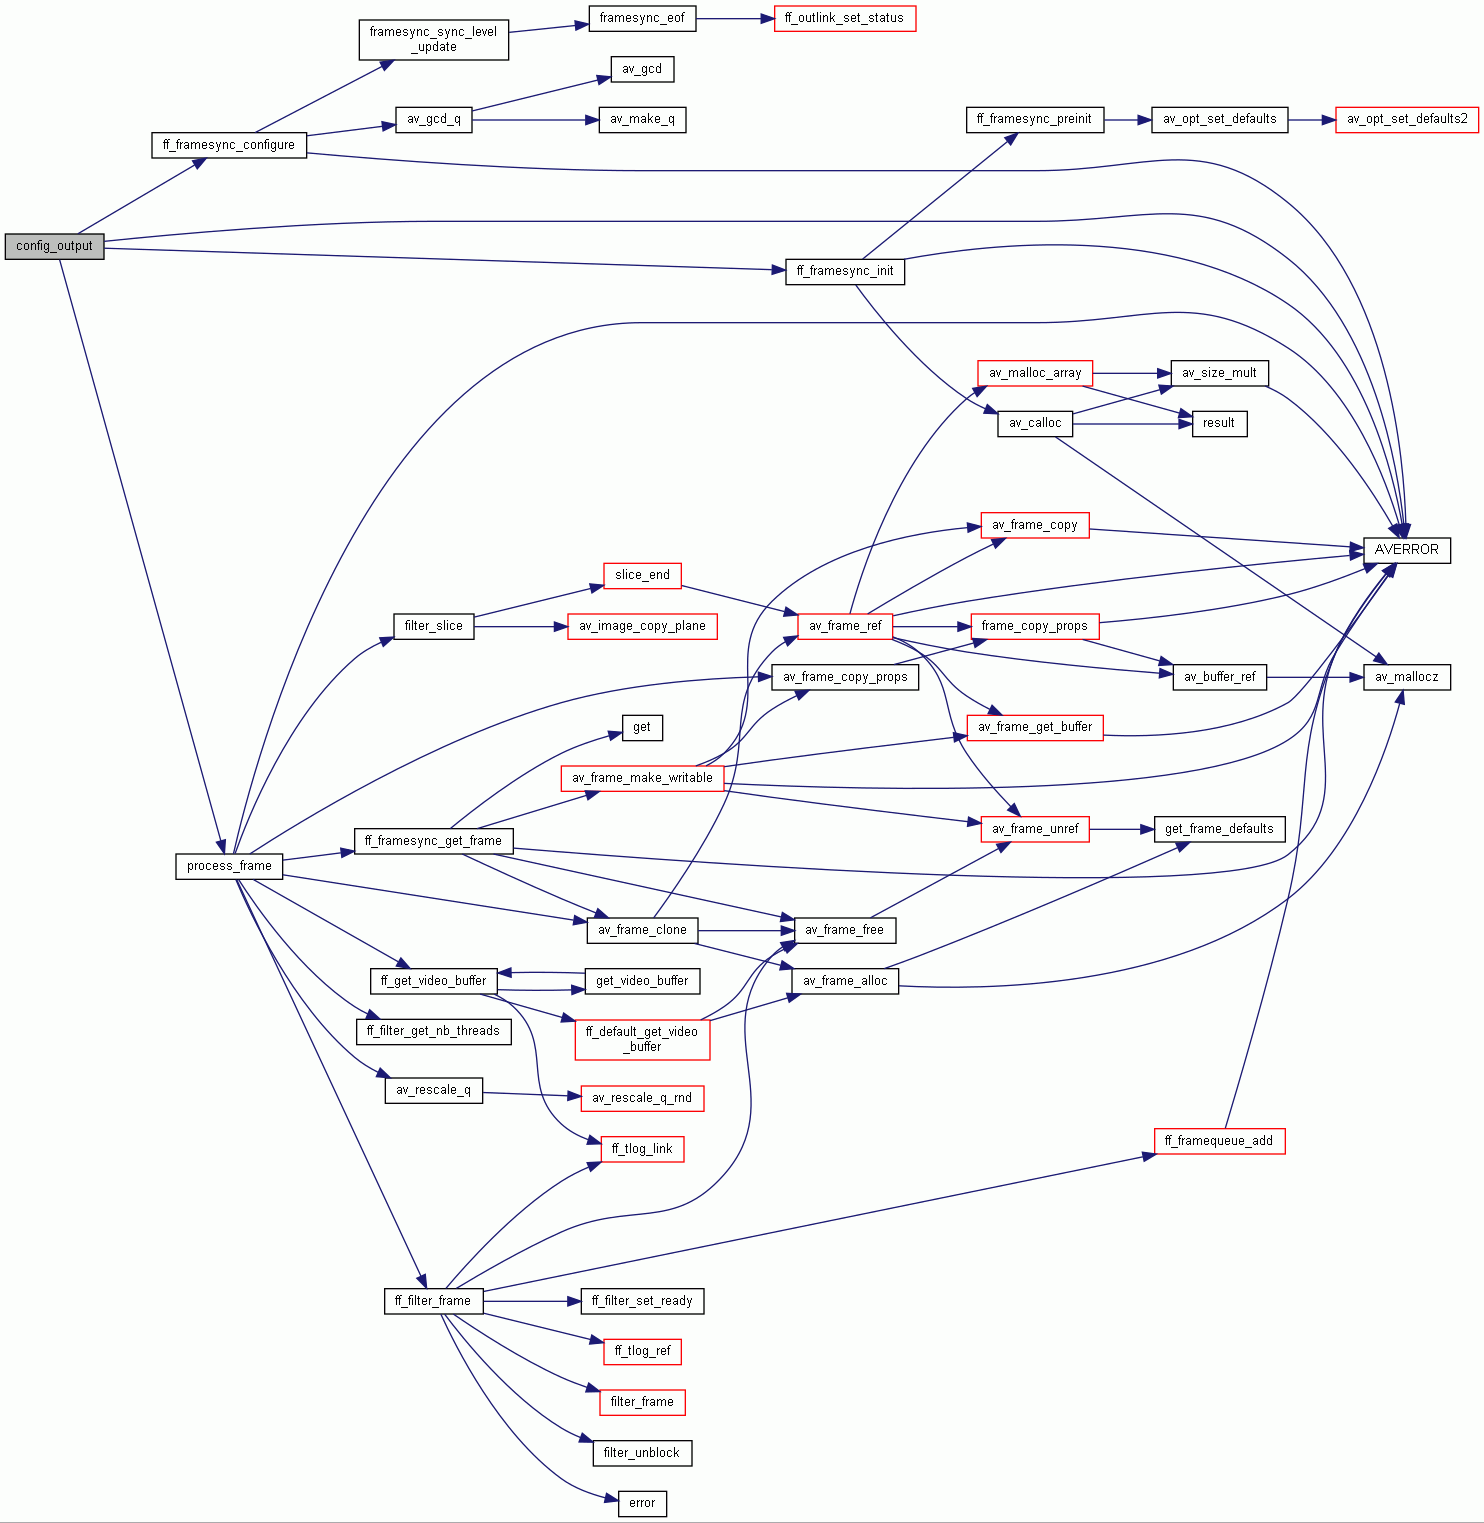 framesync_eof
ff_outlink_set_status
framesync_sync_level
_update
av_gcd
av_gcd_q
av_make_q
ff_framesync_preinit
av_opt_set_defaults
av_opt_set_defaults2
ff_framesync_configure
config_output
ff_framesync_init
av_malloc_array
av_size_mult
av_calloc
result
av_frame_copy
AVERROR
slice_end
filter_slice
av_image_copy_plane
av_frame_ref
frame_copy_props
av_frame_copy_props
av_buffer_ref
av_mallocz
get
av_frame_get_buffer
av_frame_make_writable
ff_framesync_get_frame
av_frame_unref
get_frame_defaults
process_frame
av_frame_clone
av_frame_free
ff_get_video_buffer
get_video_buffer
av_frame_alloc
ff_filter_get_nb_threads
ff_default_get_video
_buffer
av_rescale_q
av_rescale_q_rnd
ff_tlog_link
ff_framequeue_add
ff_filter_frame
ff_filter_set_ready
ff_tlog_ref
filter_frame
filter_unblock
error